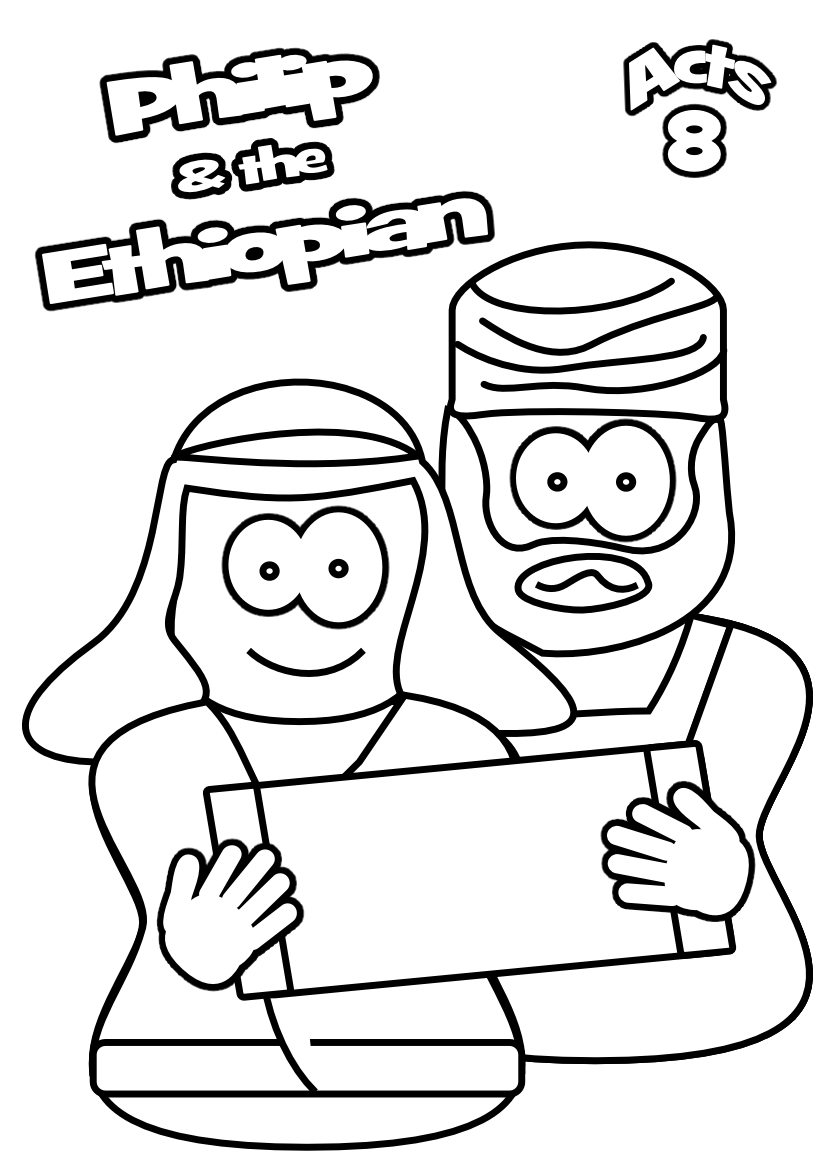 Philip
& the
Ethiopian
Acts
8